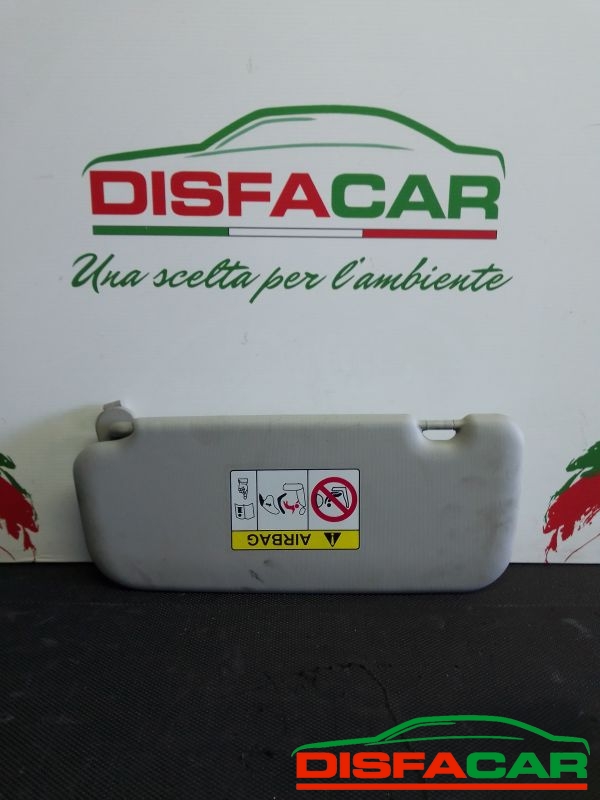 DISFACAR
Una scelta per l'ambiente
AIRBAG
DISFACAR